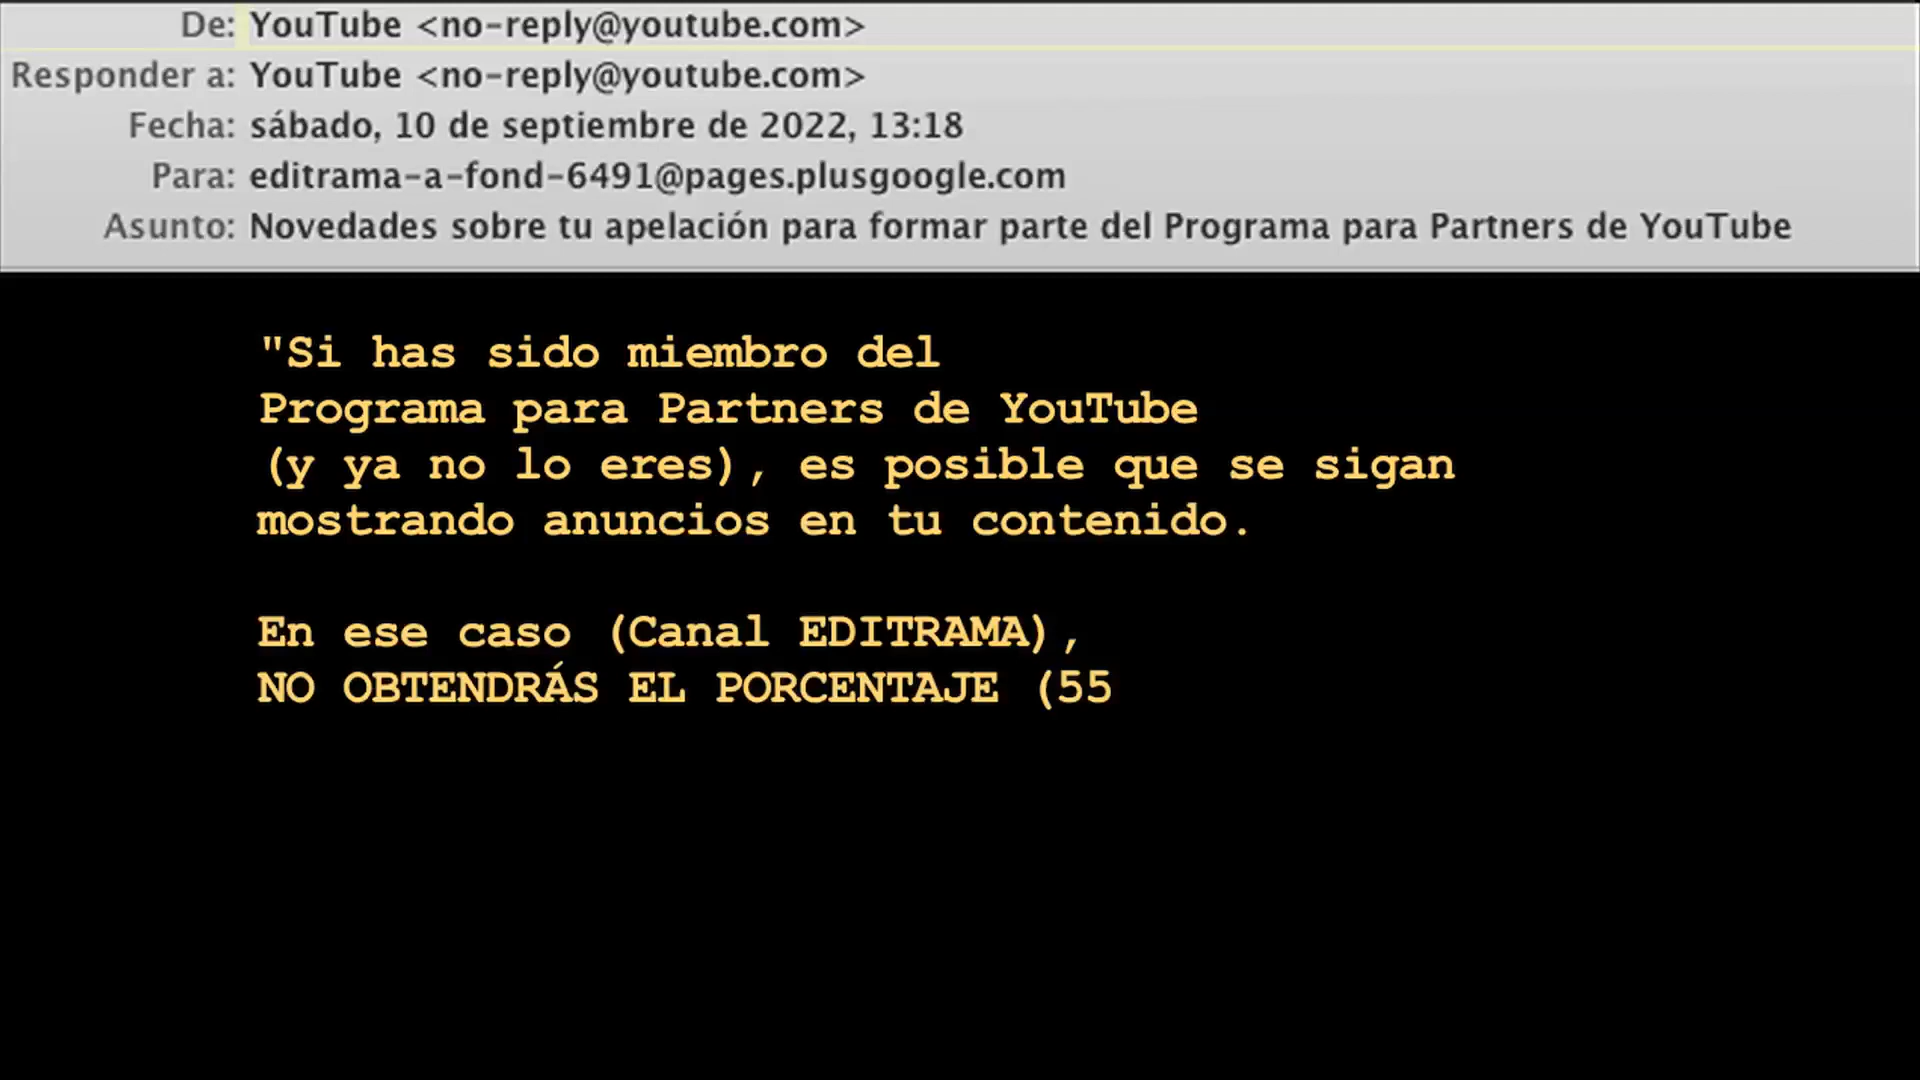 De: YouTube <no-reply@youtube.com>
Responder a: YouTube <no-reply@youtube.com>
Fecha: sábado, 10 de septiembre de 2022, 13:18
Para: editrama-a-fond-6491@pages.plusgoogle.com
Asunto: Novedades sobre tu apelación para formar parte del Programa para Partners de YouTube
"Si has sido miembro del
Programa para Partners de YouTube
(y ya no lo eres), es posible que se sigan
mostrando anuncios en tu contenido.
En ese caso (Canal EDITRAMA),
NO OBTENDRÁS EL PORCENTAJE (55